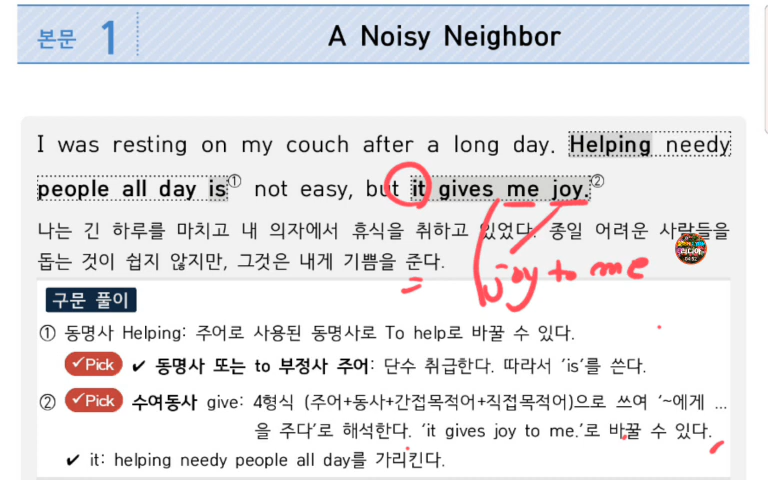 본문 1 A Noisy Neighbor
I was resting on my couch after a long day. Helping needy
people all day is① not easy, but it gives me joy.②
나는 긴 하루를 마치고 내 의자에서 휴식을 취하고 있었다. 종일 어려운 사람들을
돕는 것이 쉽지 않지만, 그것은 내게 기쁨을 준다.
joy to me
구문 풀이
① 동명사 Helping: 주어로 사용된 동명사로 To help로 바꿀 수 있다.
✓Pick ✔ 동명사 또는 to 부정사 주어: 단수 취급한다. 따라서 ‘is’를 쓴다.
② ✓Pick 수여동사 give: 4형식 (주어+동사+간접목적어+직접목적어)으로 쓰여 ‘~에게 …
을 주다’로 해석한다. ‘it gives joy to me.’로 바꿀 수 있다.
✔ it: helping needy people all day를 가리킨다.